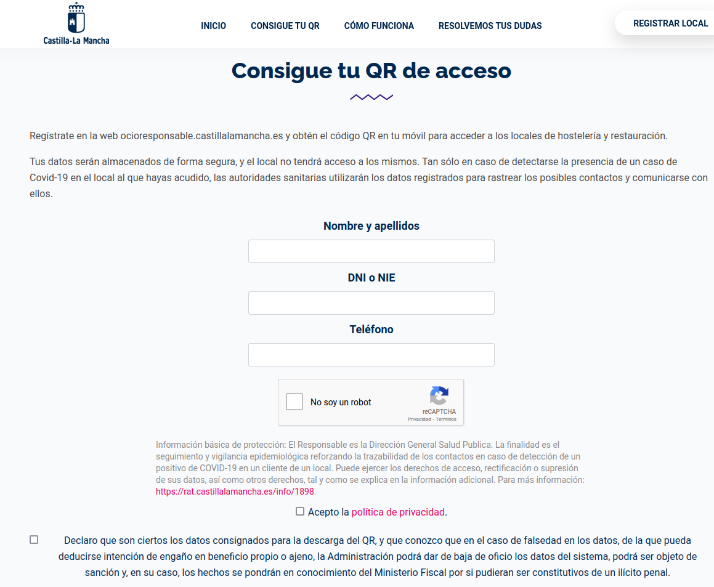 Castilla-La Mancha
INICIO CONSIGUE TU QR CÓMO FUNCIONA RESOLVEMOS TUS DUDAS REGISTRAR LOCAL
Consigue tu QR de acceso
Regístrate en la web ocioresponsable.castillalamancha.es y obtén el código QR en tu móvil para acceder a los locales de hostelería y restauración.
Tus datos serán almacenados de forma segura, y el local no tendrá acceso a los mismos. Tan sólo en caso de detectarse la presencia de un caso de
Covid-19 en el local al que hayas acudido, las autoridades sanitarias utilizarán los datos registrados para rastrear los posibles contactos y comunicarse con
ellos.
Nombre y apellidos
DNI o NIE
Teléfono
No soy un robot
reCAPTCHA
Privacidad - Términos
Información básica de protección: El Responsable es la Dirección General Salud Publica. La finalidad es el
seguimiento y vigilancia epidemiológica reforzando la trazabilidad de los contactos en caso de detección de un
positivo de COVID-19 en un cliente de un local. Puede ejercer los derechos de acceso, rectificación o supresión
de sus datos, así como otros derechos, tal y como se explica en la información adicional. Para más información:
https://rat.castillalamancha.es/info/1898.
Acepto la política de privacidad.
Declaro que son ciertos los datos consignados para la descarga del QR, y que conozco que en el caso de falsedad en los datos, de la que pueda
deducirse intención de engaño en beneficio propio o ajeno, la Administración podrá dar de baja de oficio los datos del sistema, podrá ser objeto de
sanción y, en su caso, los hechos se pondrán en conocimiento del Ministerio Fiscal por si pudieran ser constitutivos de un ilícito penal.